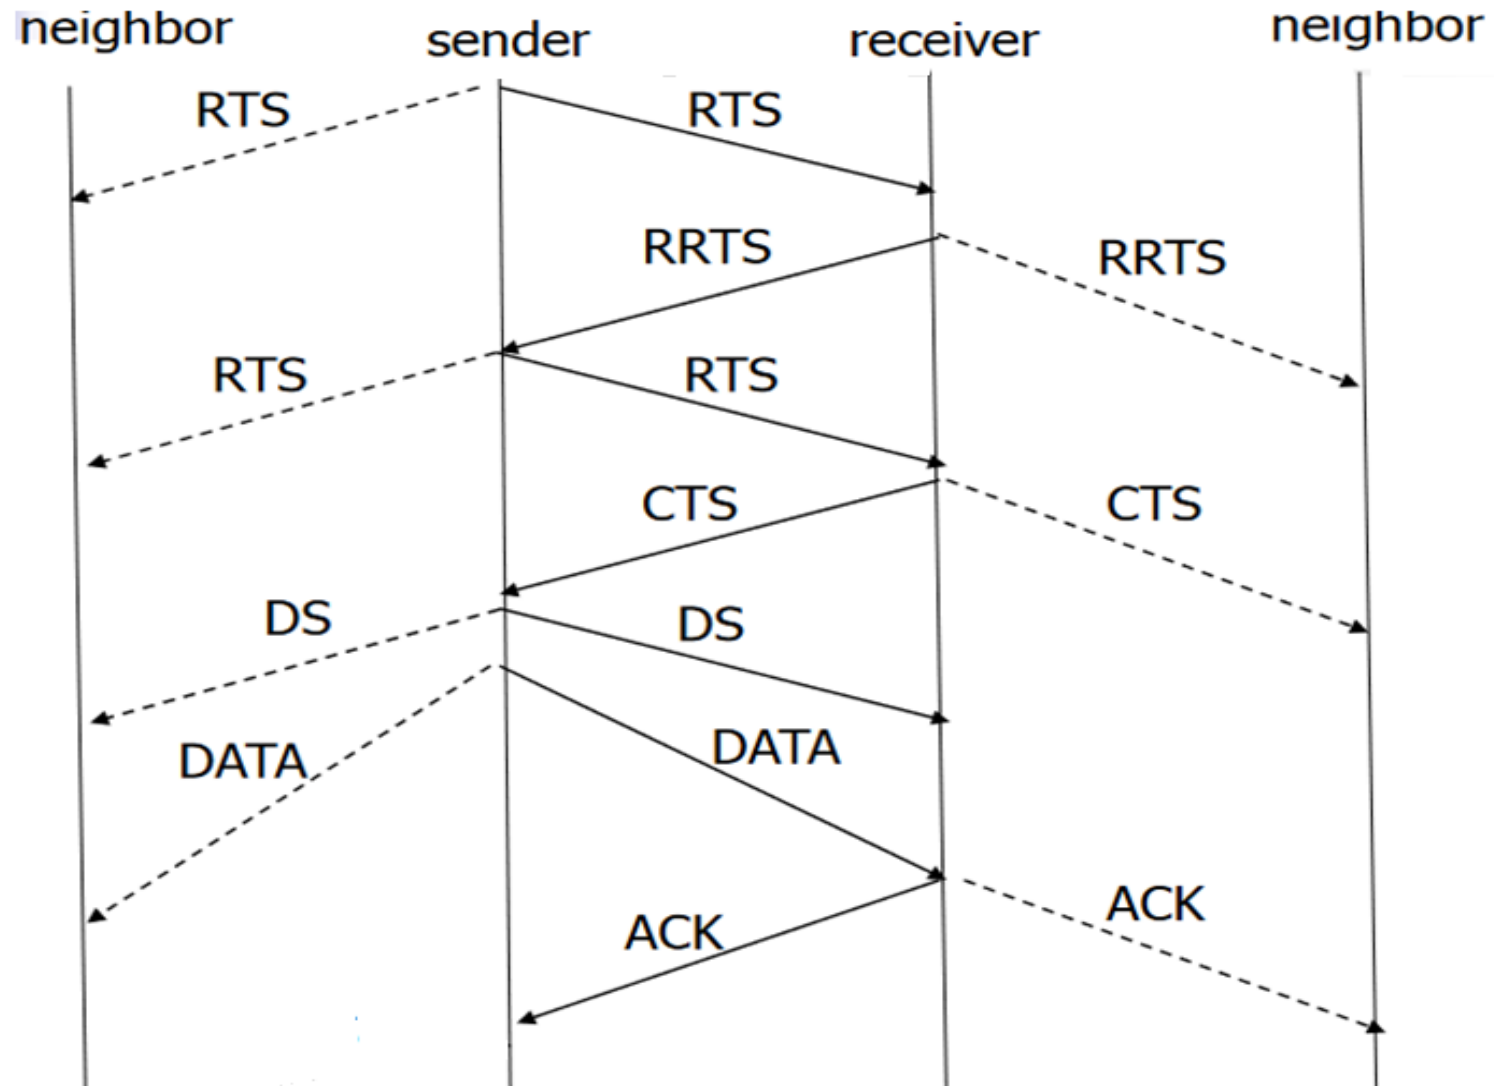 neighbor
sender
receiver
neighbor
RTS
RTS
RRTS
RRTS
RTS
RTS
CTS
CTS
DS
DS
DATA
DATA
ACK
ACK